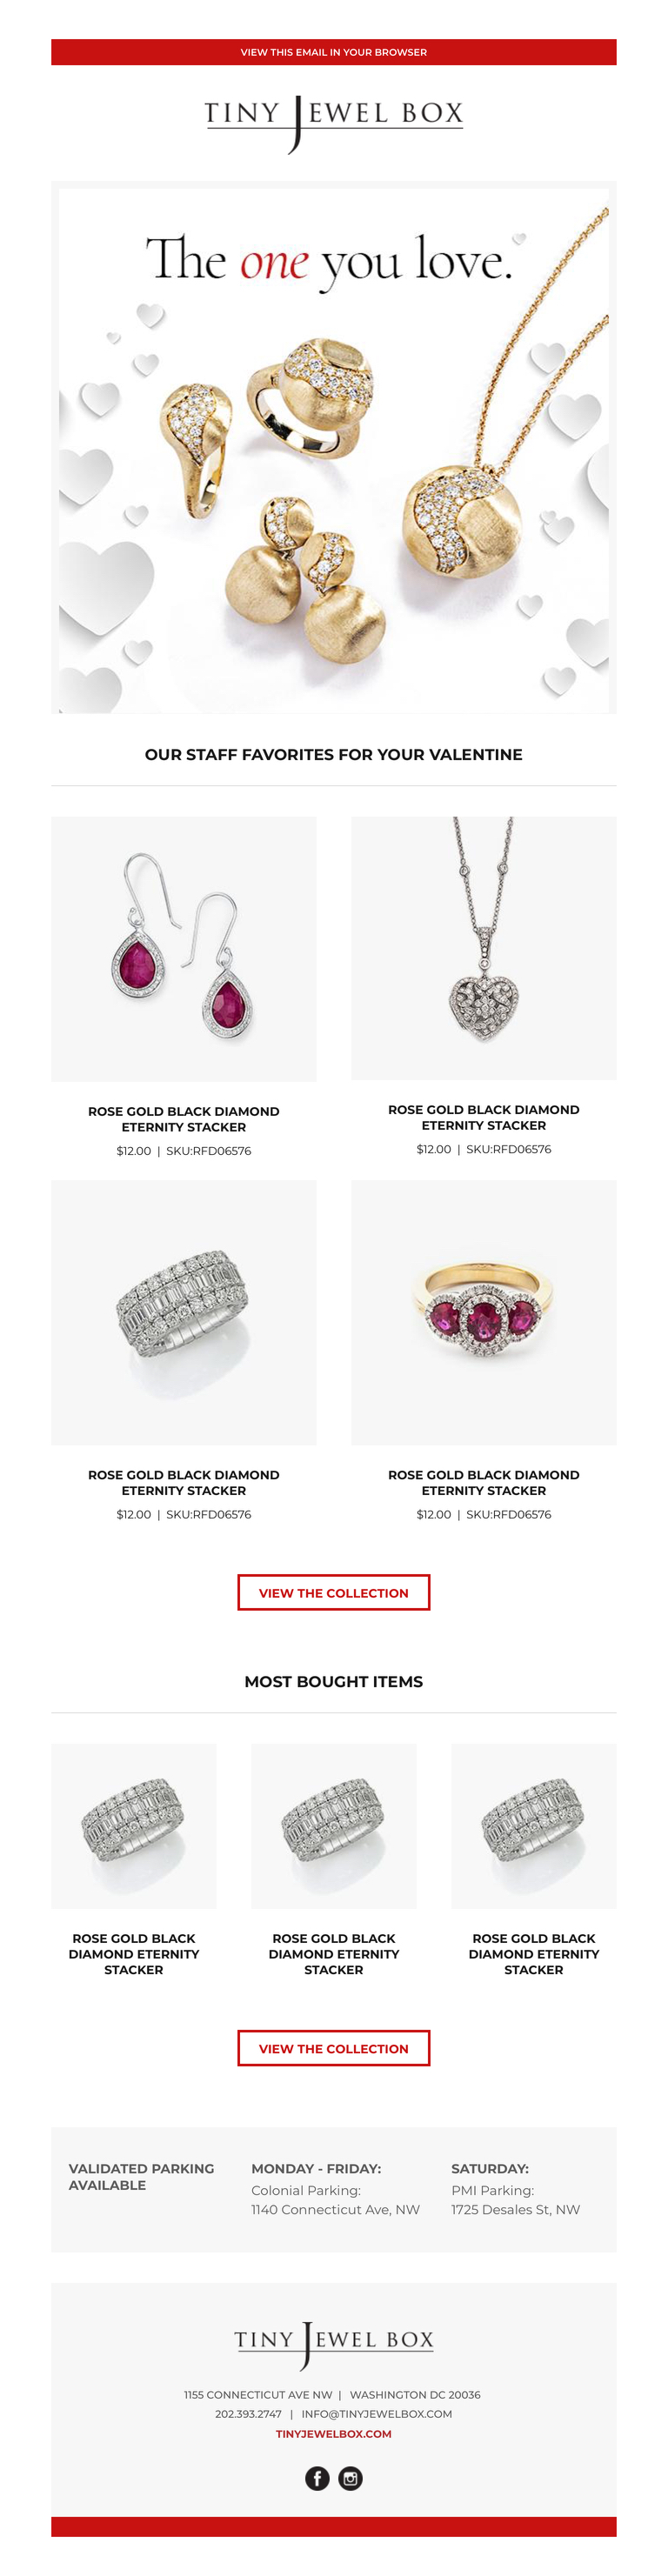 VIEW THIS EMAIL IN YOUR BROWSER
TINY JEWEL BOX
The one you love.
OUR STAFF FAVORITES FOR YOUR VALENTINE
ROSE GOLD BLACK DIAMOND
ETERNITY STACKER
$12.00 | SKU:RFD06576
ROSE GOLD BLACK DIAMOND
ETERNITY STACKER
$12.00 | SKU:RFD06576
ROSE GOLD BLACK DIAMOND
ETERNITY STACKER
$12.00 | SKU:RFD06576
ROSE GOLD BLACK DIAMOND
ETERNITY STACKER
$12.00 | SKU:RFD06576
VIEW THE COLLECTION
MOST BOUGHT ITEMS
ROSE GOLD BLACK
DIAMOND ETERNITY
STACKER
ROSE GOLD BLACK
DIAMOND ETERNITY
STACKER
ROSE GOLD BLACK
DIAMOND ETERNITY
STACKER
VIEW THE COLLECTION
VALIDATED PARKING
AVAILABLE
MONDAY - FRIDAY:
Colonial Parking:
1140 Connecticut Ave, NW
SATURDAY:
PMI Parking:
1725 Desales St, NW
TINY JEWEL BOX
1155 CONNECTICUT AVE NW | WASHINGTON DC 20036
202.393.2747 | INFO@TINYJEWELBOX.COM
TINYJEWELBOX.COM